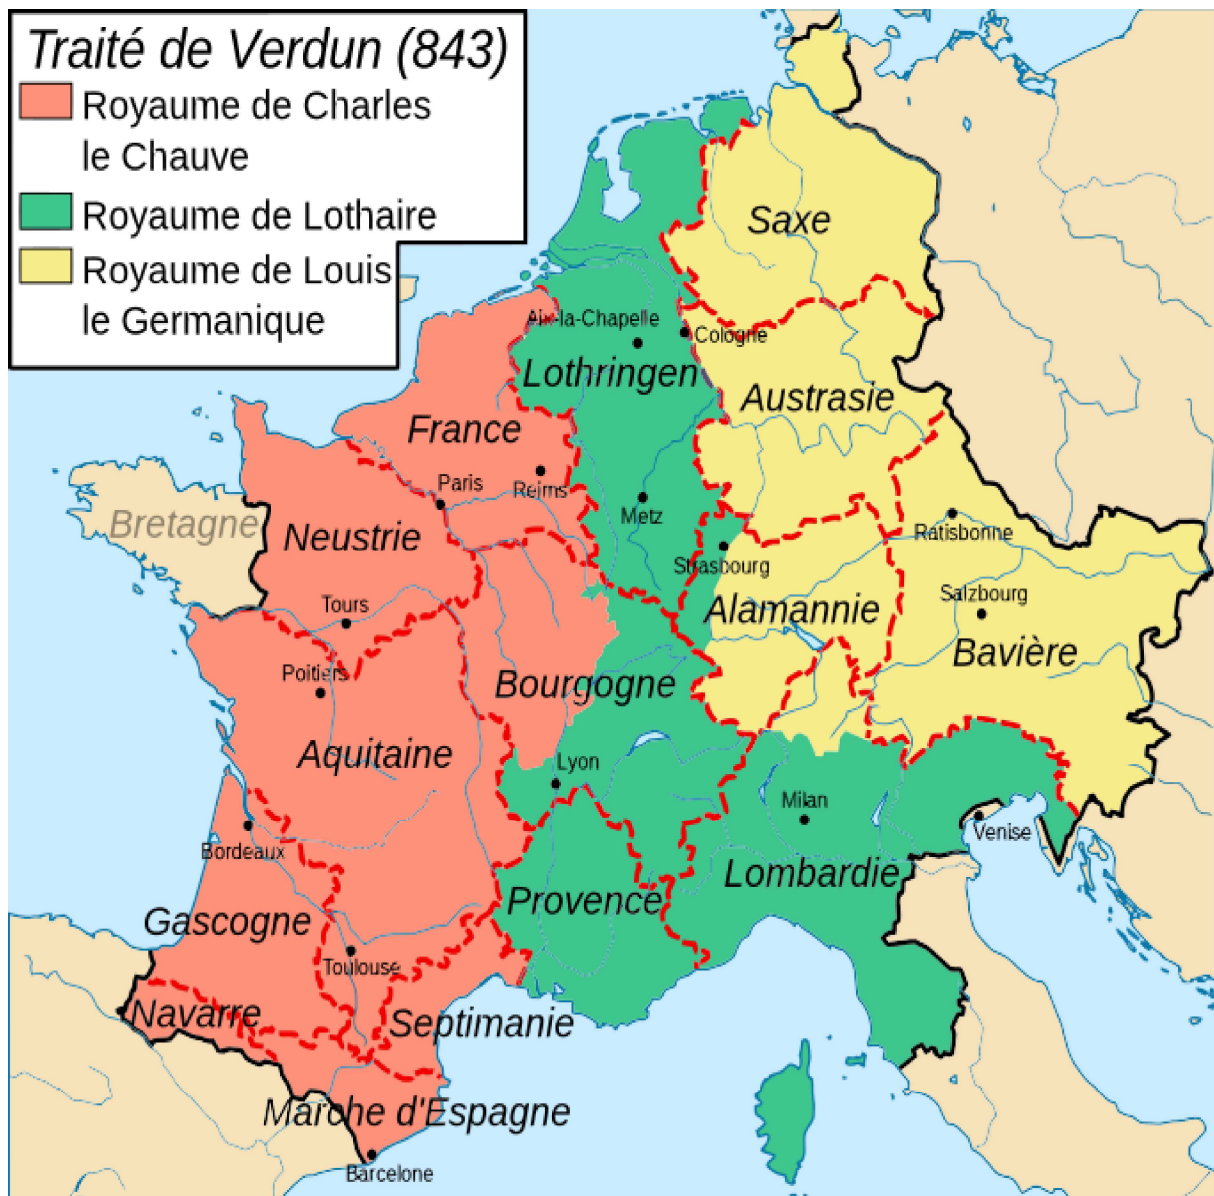 Traité de Verdun (843)
Royaume de Charles
le Chauve
Royaume de Lothaire
Royaume de Louis
le Germanique
Saxe
Aix-la-Chapelle
Cologne
Lothringen
Austrasie
France
Paris
Reims
Metz
Bretagne
Neustrie
Ratisbonne
Strasbourg
Salzbourg
Tours
Alamannie
Bavière
Poitiers
Bourgogne
Aquitaine
Lyon
Milan
Venise
Bordeaux
Lombardie
Provence
Gascogne
Toulouse
Navarre
Septimanie
Marche d'Espagne
Barcelone